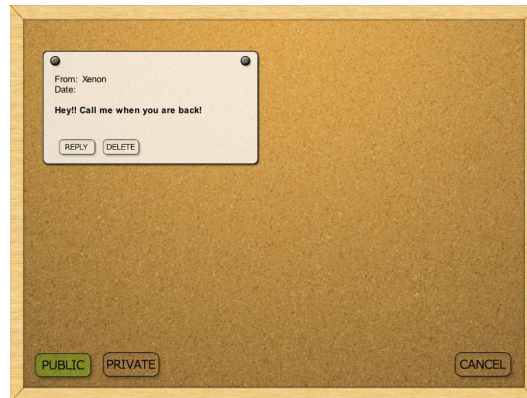 From: Xenon
Date:
Hey!! Call me when you are back!
REPLY DELETE
PUBLIC PRIVATE CANCEL